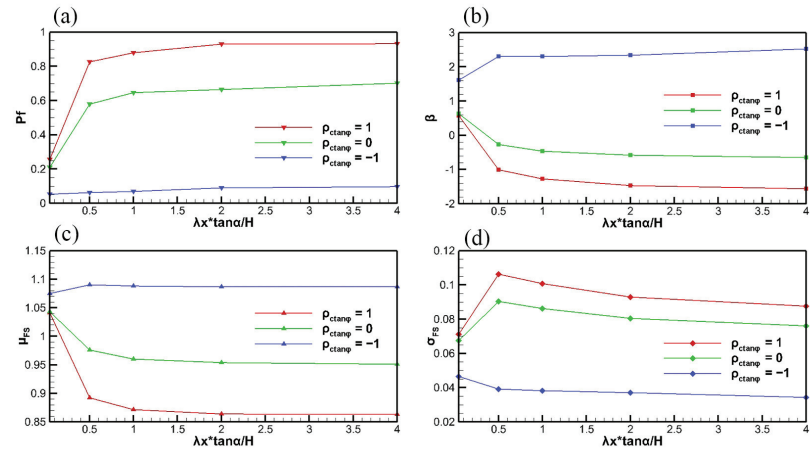 (a)
1
0.8
0.6
0.4
0.2
0
Pf
ρctanφ = 1
ρctanφ = 0
ρctanφ = −1
0.5 1 1.5 2 2.5 3 3.5 4
λx*tanα/H
(b)
3
2
1
0
-1
-2
β
ρctanφ = 1
ρctanφ = 0
ρctanφ = −1
0.5 1 1.5 2 2.5 3 3.5 4
λx*tanα/H
(c)
1.15
1.1
1.05
1
0.95
0.9
0.85
μFS
ρctanφ = 1
ρctanφ = 0
ρctanφ = −1
0.5 1 1.5 2 2.5 3 3.5 4
λx*tanα/H
(d)
0.12
0.1
0.08
0.06
0.04
0.02
σFS
ρctanφ = 1
ρctanφ = 0
ρctanφ = −1
0.5 1 1.5 2 2.5 3 3.5 4
λx*tanα/H